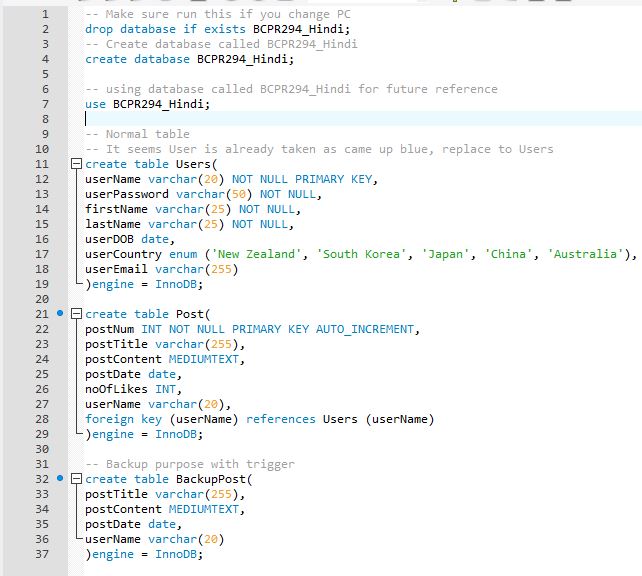 1 -- Make sure run this if you change PC
2 drop database if exists BCPR294_Hindi;
3 -- Create database called BCPR294_Hindi
4 create database BCPR294_Hindi;
5
6 -- using database called BCPR294_Hindi for future reference
7 use BCPR294_Hindi;
8
9 -- Normal table
10 -- It seems User is already taken as came up blue, replace to Users
11 create table Users(
12 userName varchar(20) NOT NULL PRIMARY KEY,
13 userPassword varchar(50) NOT NULL,
14 firstName varchar(25) NOT NULL,
15 lastName varchar(25) NOT NULL,
16 userDOB date,
17 userCountry enum ('New Zealand', 'South Korea', 'Japan', 'China', 'Australia'),
18 userEmail varchar(255)
19 )engine = InnoDB;
20
21 create table Post(
22 postNum INT NOT NULL PRIMARY KEY AUTO_INCREMENT,
23 postTitle varchar(255),
24 postContent MEDIUMTEXT,
25 postDate date,
26 noOfLikes INT,
27 userName varchar(20),
28 foreign key (userName) references Users (userName)
29 )engine = InnoDB;
30
31 -- Backup purpose with trigger
32 create table BackupPost(
33 postTitle varchar(255),
34 postContent MEDIUMTEXT,
35 postDate date,
36 userName varchar(20)
37 )engine = InnoDB;